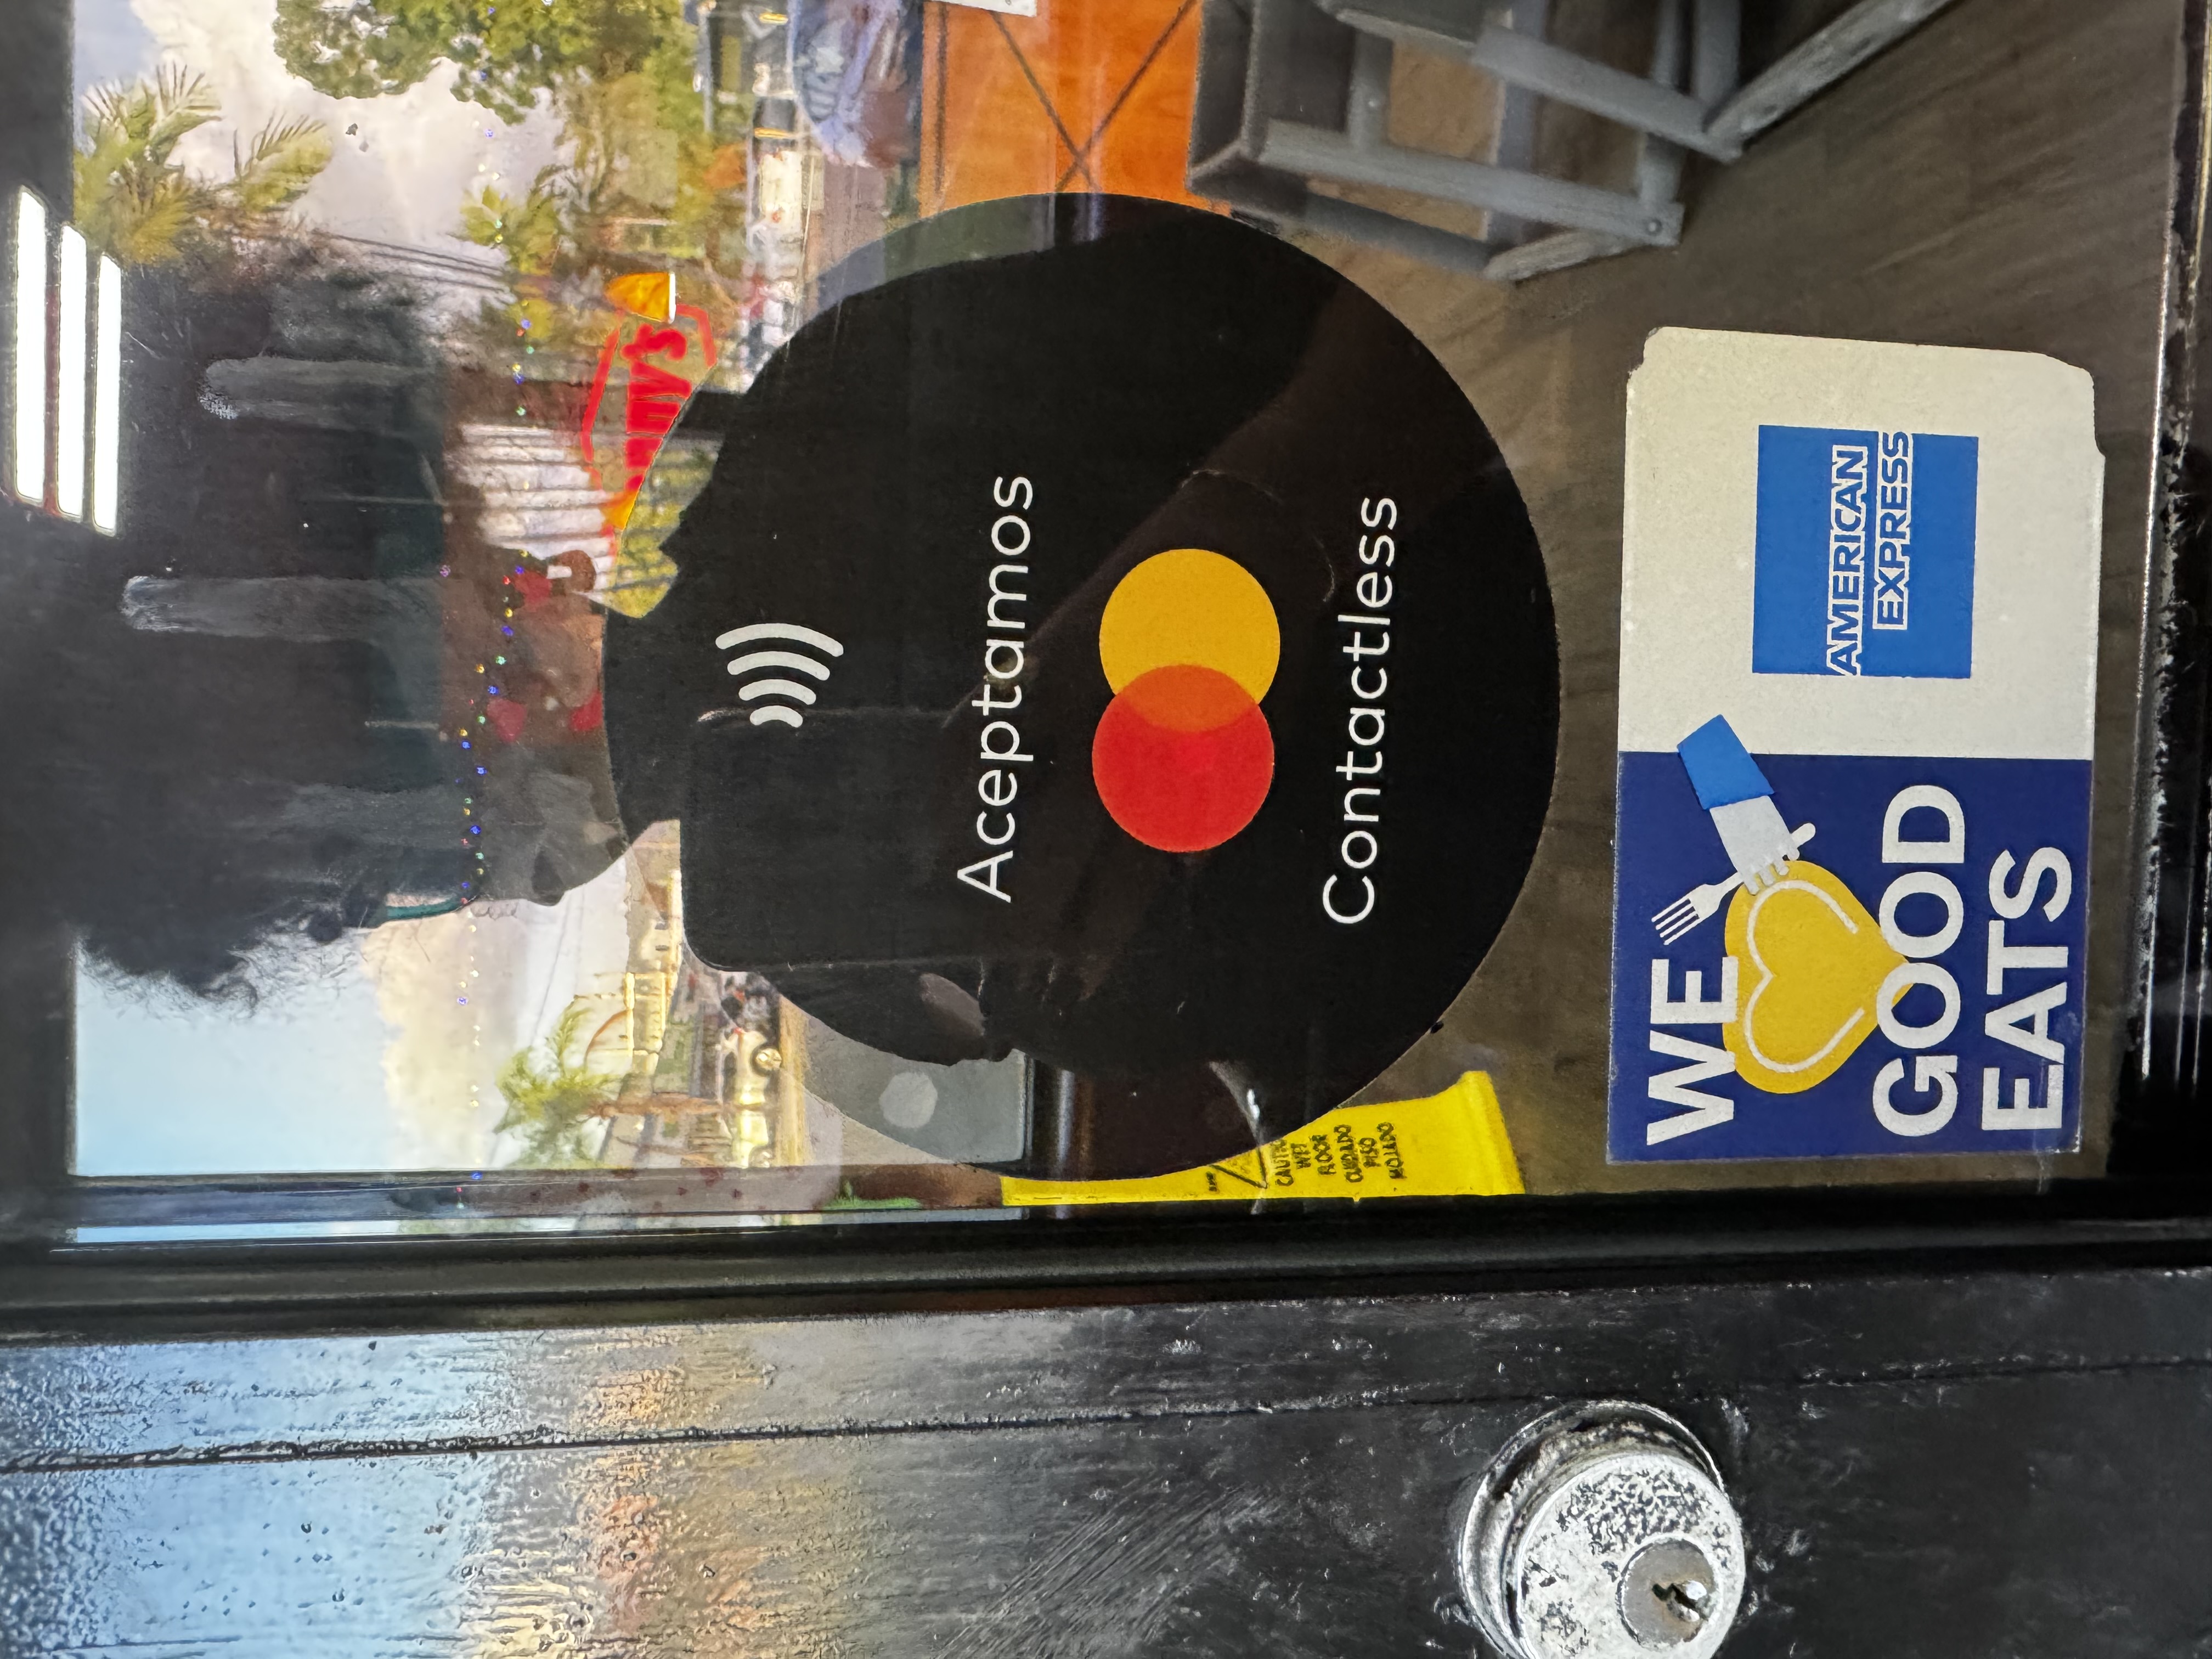 Aceptamos
Contactless
WE
GOOD
EATS
AMERICAN
EXPRESS
CAUTION
WET
FLOOR
CUIDADO
PISO
MOJADO